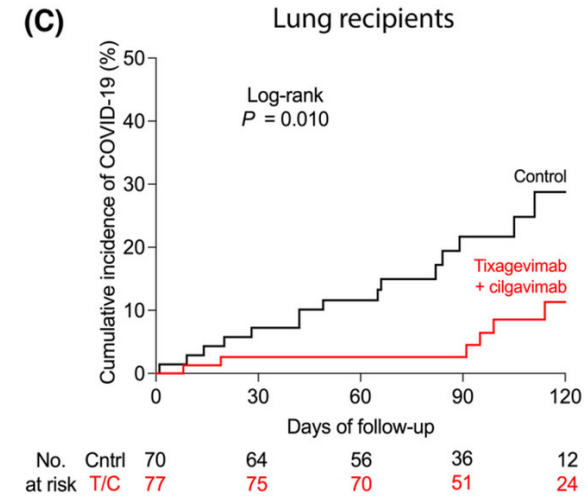 (C)
Lung recipients
Cumulative incidence of COVID-19 (%)
50
40
30
20
10
0
Log-rank
P = 0.010
Control
Tixagevimab
+ cilgavimab
0 30 60 90 120
Days of follow-up
No. Cntrl 70 64 56 36 12
at risk T/C 77 75 70 51 24